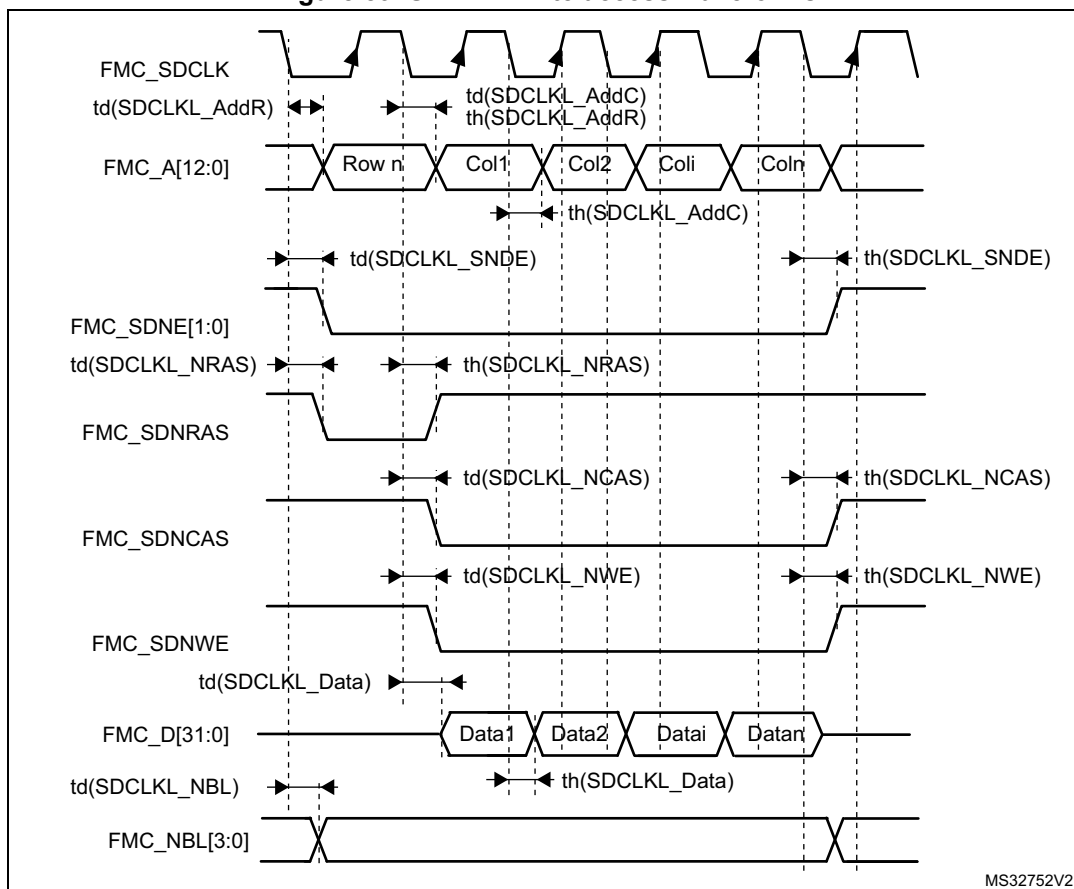 FMC_SDCLK
td(SDCLKL_AddR)
td(SDCLKL_AddC)
th(SDCLKL_AddR)
FMC_A[12:0]
Row n
Col1
Col2
Coli
Coln
th(SDCLKL_AddC)
td(SDCLKL_SNDE)
th(SDCLKL_SNDE)
FMC_SDNE[1:0]
td(SDCLKL_NRAS)
th(SDCLKL_NRAS)
FMC_SDNRAS
td(SDCLKL_NCAS)
th(SDCLKL_NCAS)
FMC_SDNCAS
td(SDCLKL_NWE)
th(SDCLKL_NWE)
FMC_SDNWE
td(SDCLKL_Data)
FMC_D[31:0]
Data1
Data2
Datai
Datan
td(SDCLKL_NBL)
th(SDCLKL_Data)
FMC_NBL[3:0]
MS32752V2